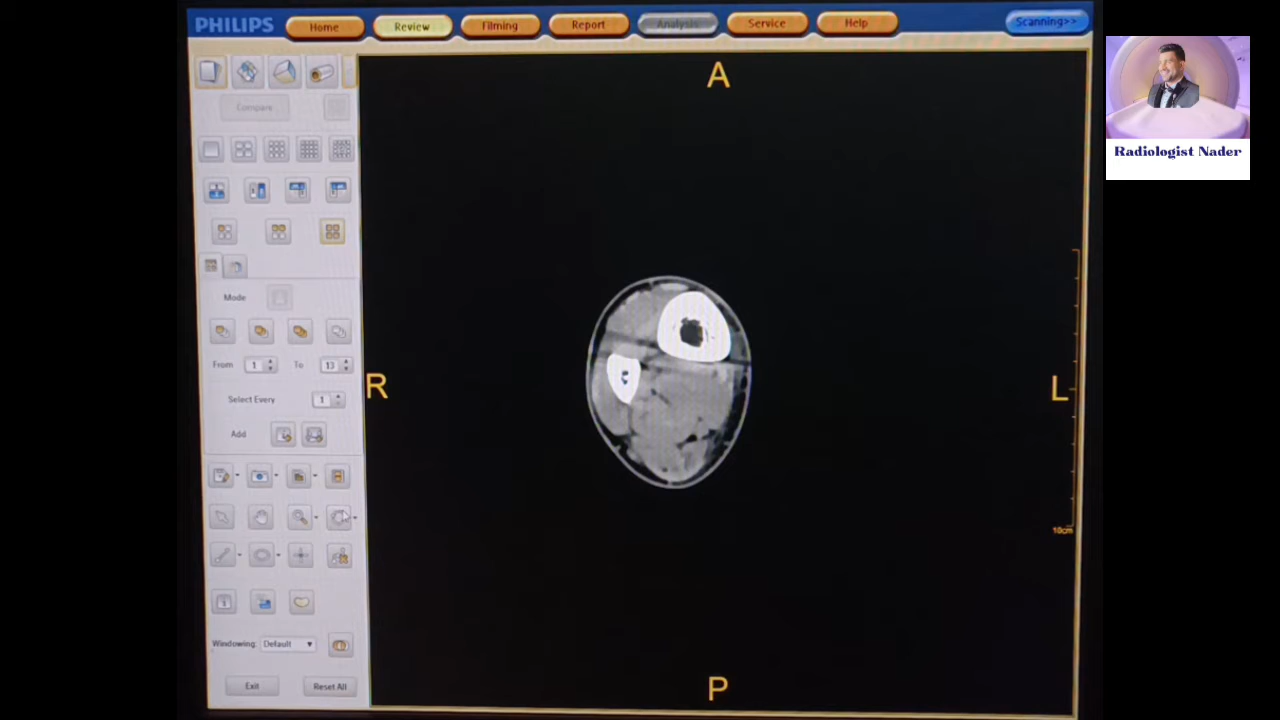 PHILIPS
Home
Review
Filming
Report
Analysis
Service
Help
Scanning>>
Radiologist Nader
Compare
A
R
L
P
Mode
From 1 To 13
Select Every 1
Add
10cm
Windowing: Default
Exit
Reset All